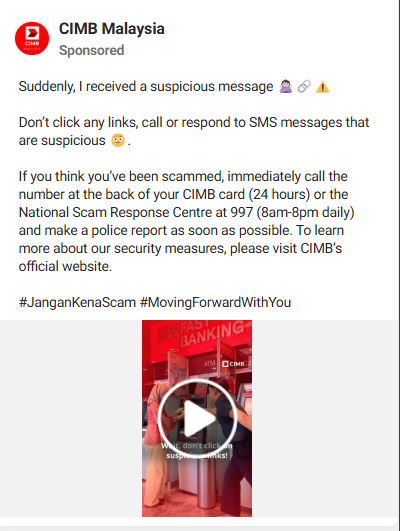 CIMB Malaysia
CIMB
Sponsored
Suddenly, I received a suspicious message 🤷🏻‍♀️ 🔗 ⚠️
Don't click any links, call or respond to SMS messages that
are suspicious 😳.
If you think you've been scammed, immediately call the
number at the back of your CIMB card (24 hours) or the
National Scam Response Centre at 997 (8am-8pm daily)
and make a police report as soon as possible. To learn
more about our security measures, please visit CIMB's
official website.
#JanganKenaScam #MovingForwardWithYou
FAST
BANKING
ATM
CIMB
Wait, don't click on
suspicious links!